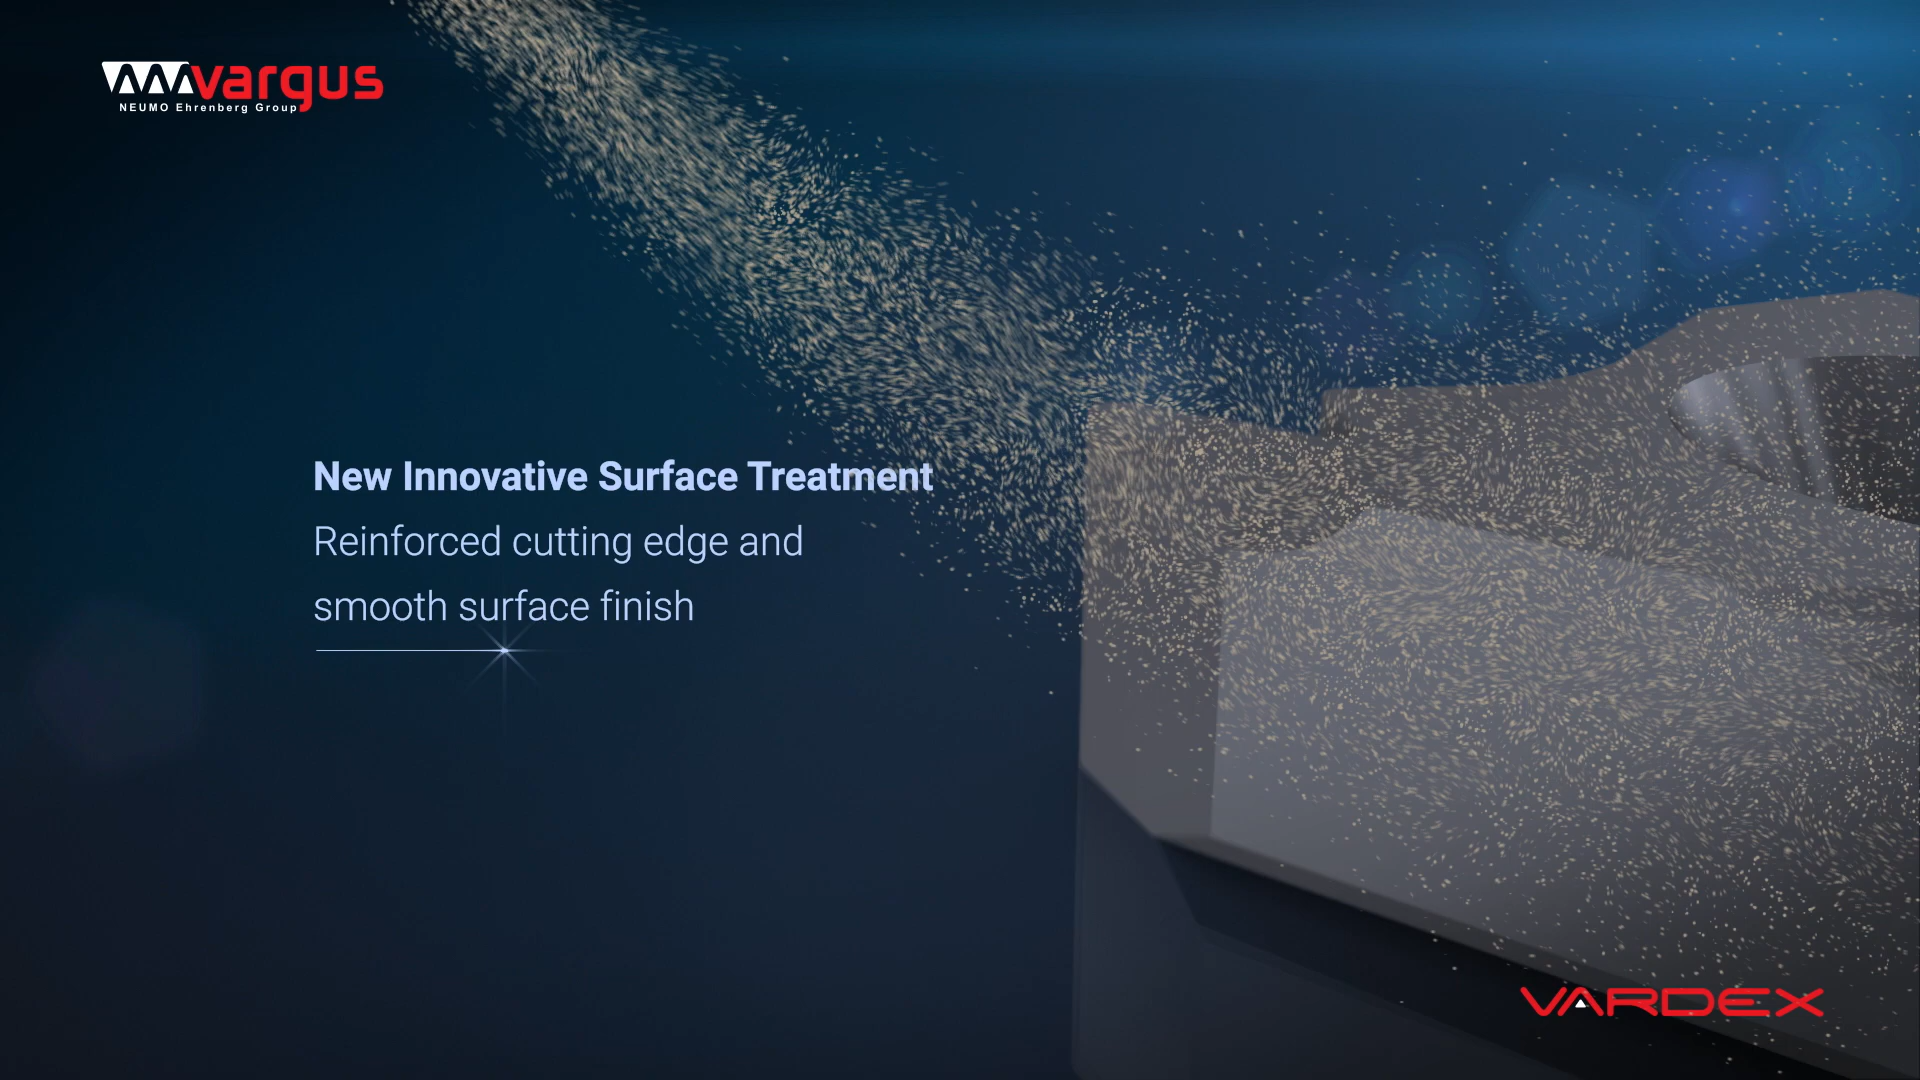 vargus
NEUMO Ehrenberg Group
New Innovative Surface Treatment
Reinforced cutting edge and
smooth surface finish
VARDEX